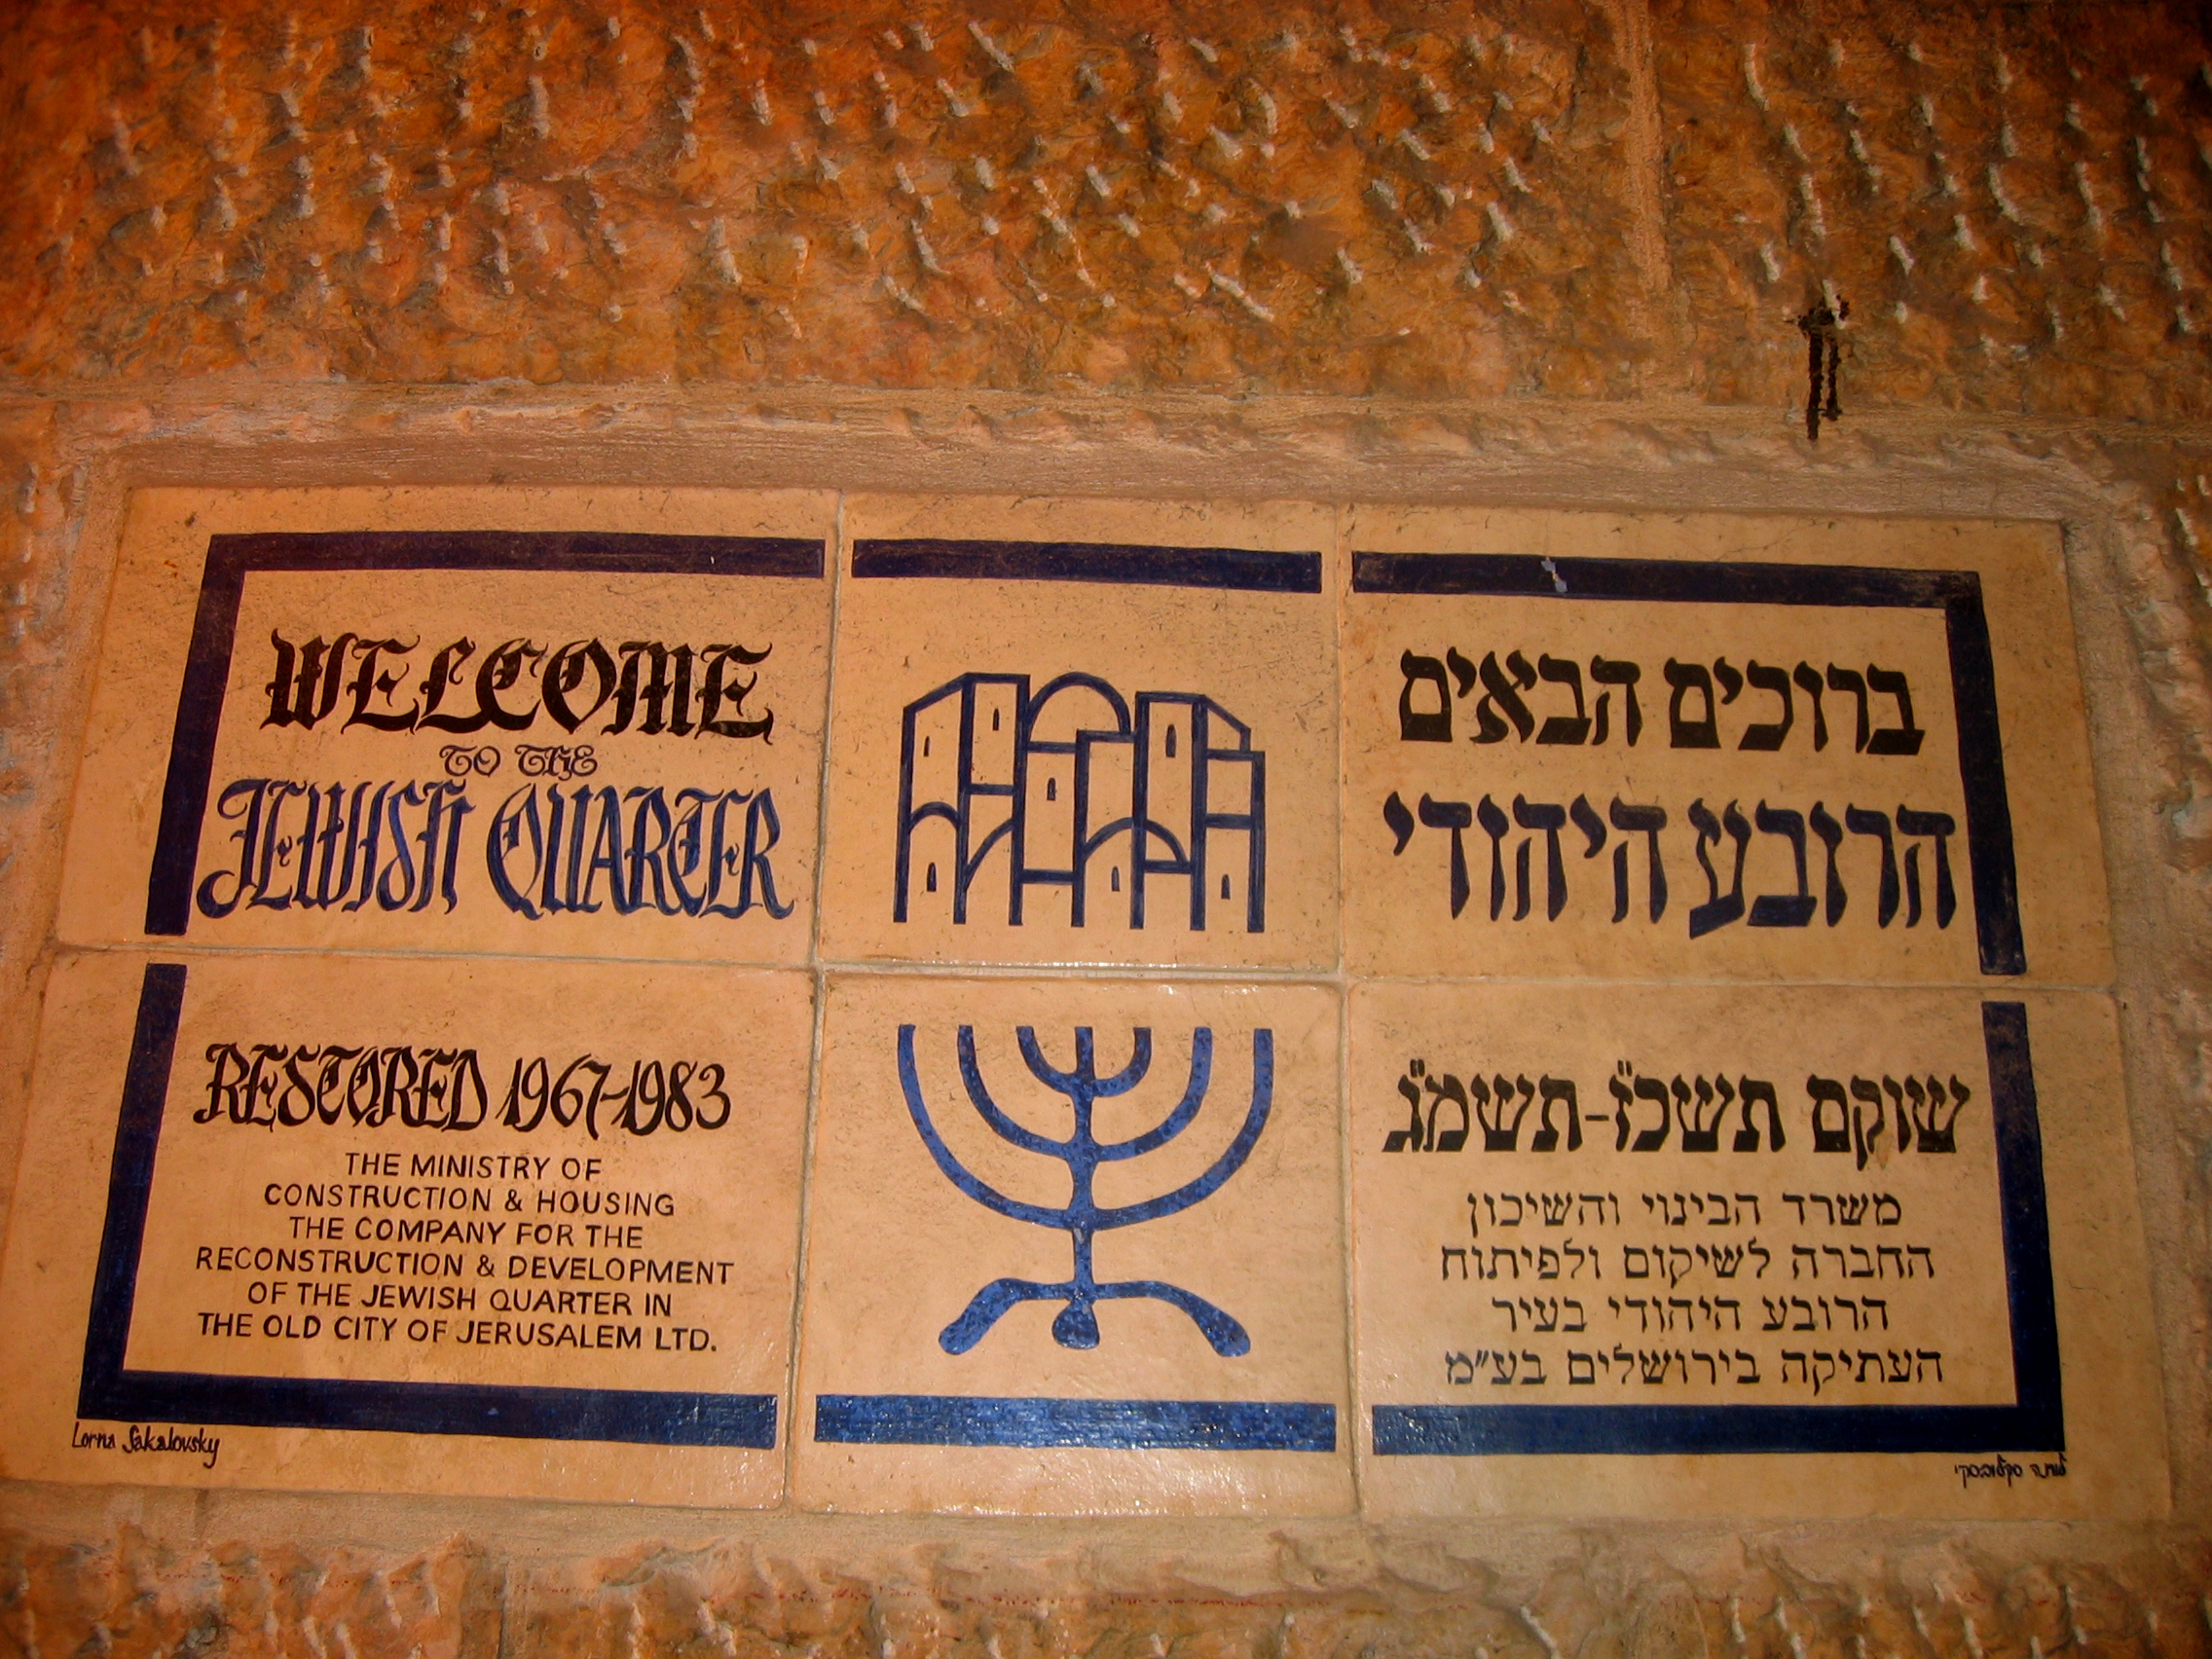 WELCOME
TO THE
JEWISH QUARTER
ברוכים הבאים
הרובע היהודי
RESTORED 1967-1983
THE MINISTRY OF
CONSTRUCTION & HOUSING
THE COMPANY FOR THE
RECONSTRUCTION & DEVELOPMENT
OF THE JEWISH QUARTER IN
THE OLD CITY OF JERUSALEM LTD.
שוקם תשכ"ז-תשמ"ג
משרד הבינוי והשיכון
החברה לשיקום ולפיתוח
הרובע היהודי בעיר
העתיקה בירושלים בע"מ
Lorna Sakalovsky